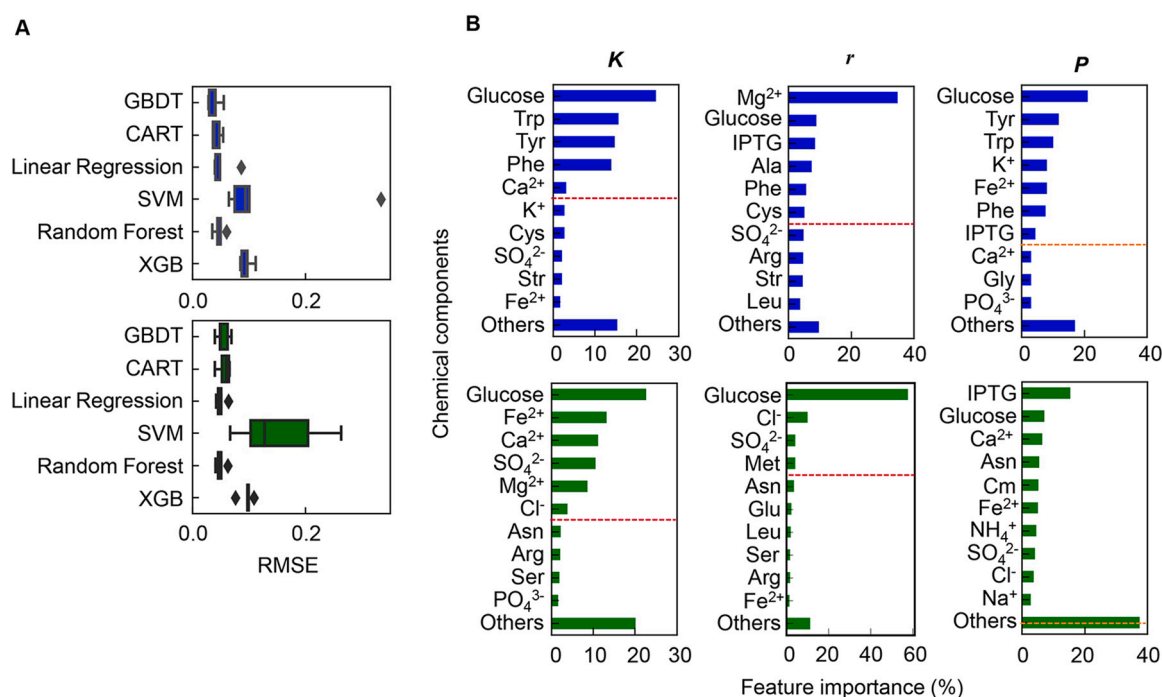 A
GBDT
CART
Linear Regression
SVM
Random Forest
XGB
0.0 0.2
GBDT
CART
Linear Regression
SVM
Random Forest
XGB
0.0 0.2
RMSE
B
Chemical components
K
Glucose
Trp
Tyr
Phe
Ca²⁺
K⁺
Cys
SO₄²⁻
Str
Fe²⁺
Others
0 10 20 30
r
Mg²⁺
Glucose
IPTG
Ala
Phe
Cys
SO₄²⁻
Arg
Str
Leu
Others
0 20 40
P
Glucose
Tyr
Trp
K⁺
Fe²⁺
Phe
IPTG
Ca²⁺
Gly
PO₄³⁻
Others
0 20 40
Glucose
Fe²⁺
Ca²⁺
SO₄²⁻
Mg²⁺
Cl⁻
Asn
Arg
Ser
PO₄³⁻
Others
0 10 20 30
Glucose
Cl⁻
SO₄²⁻
Met
Asn
Glu
Leu
Ser
Arg
Fe²⁺
Others
0 20 40 60
IPTG
Glucose
Ca²⁺
Asn
Cm
Fe²⁺
NH₄⁺
SO₄²⁻
Cl⁻
Na⁺
Others
0 20 40
Feature importance (%)